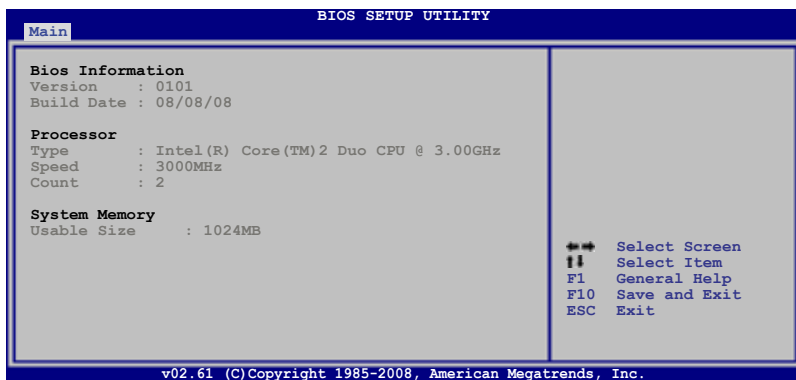 BIOS SETUP UTILITY
Main
Bios Information
Version : 0101
Build Date : 08/08/08
Processor
Type : Intel(R) Core(TM)2 Duo CPU @ 3.00GHz
Speed : 3000MHz
Count : 2
System Memory
Usable Size : 1024MB
←→ Select Screen
↑↓ Select Item
F1 General Help
F10 Save and Exit
ESC Exit
v02.61 (C)Copyright 1985-2008, American Megatrends, Inc.